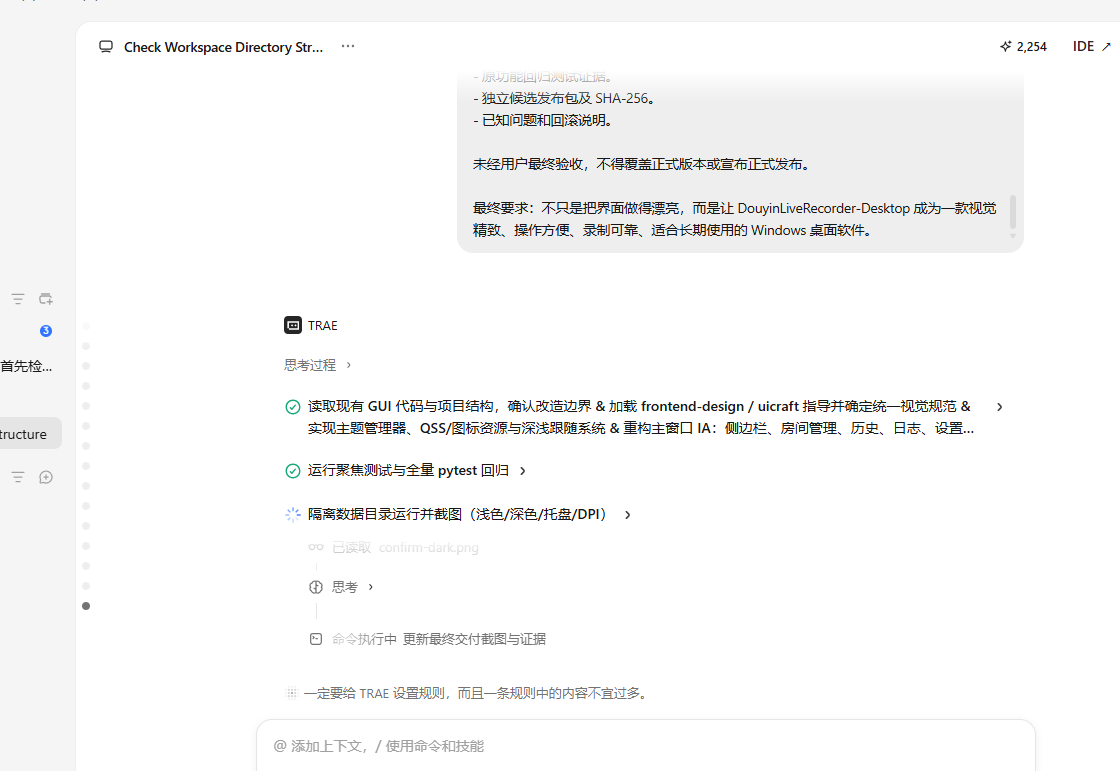 Check Workspace Directory Str...
2,254
IDE
- 原功能回归测试证据。
- 独立候选发布包及 SHA-256。
- 已知问题和回滚说明。
未经用户最终验收，不得覆盖正式版本或宣布正式发布。
最终要求：不只是把界面做得漂亮，而是让 DouyinLiveRecorder-Desktop 成为一款视觉
精致、操作方便、录制可靠、适合长期使用的 Windows 桌面软件。
3
首先检...
tructure
TRAE
思考过程
读取现有 GUI 代码与项目结构，确认改造边界 & 加载 frontend-design / uicraft 指导并确定统一视觉规范 &
实现主题管理器、QSS/图标资源与深浅跟随系统 & 重构主窗口 IA：侧边栏、房间管理、历史、日志、设置...
运行聚焦测试与全量 pytest 回归
隔离数据目录运行并截图（浅色/深色/托盘/DPI）
已读取 confirm-dark.png
思考
命令执行中 更新最终交付截图与证据
一定要给 TRAE 设置规则，而且一条规则中的内容不宜过多。
@ 添加上下文，/ 使用命令和技能